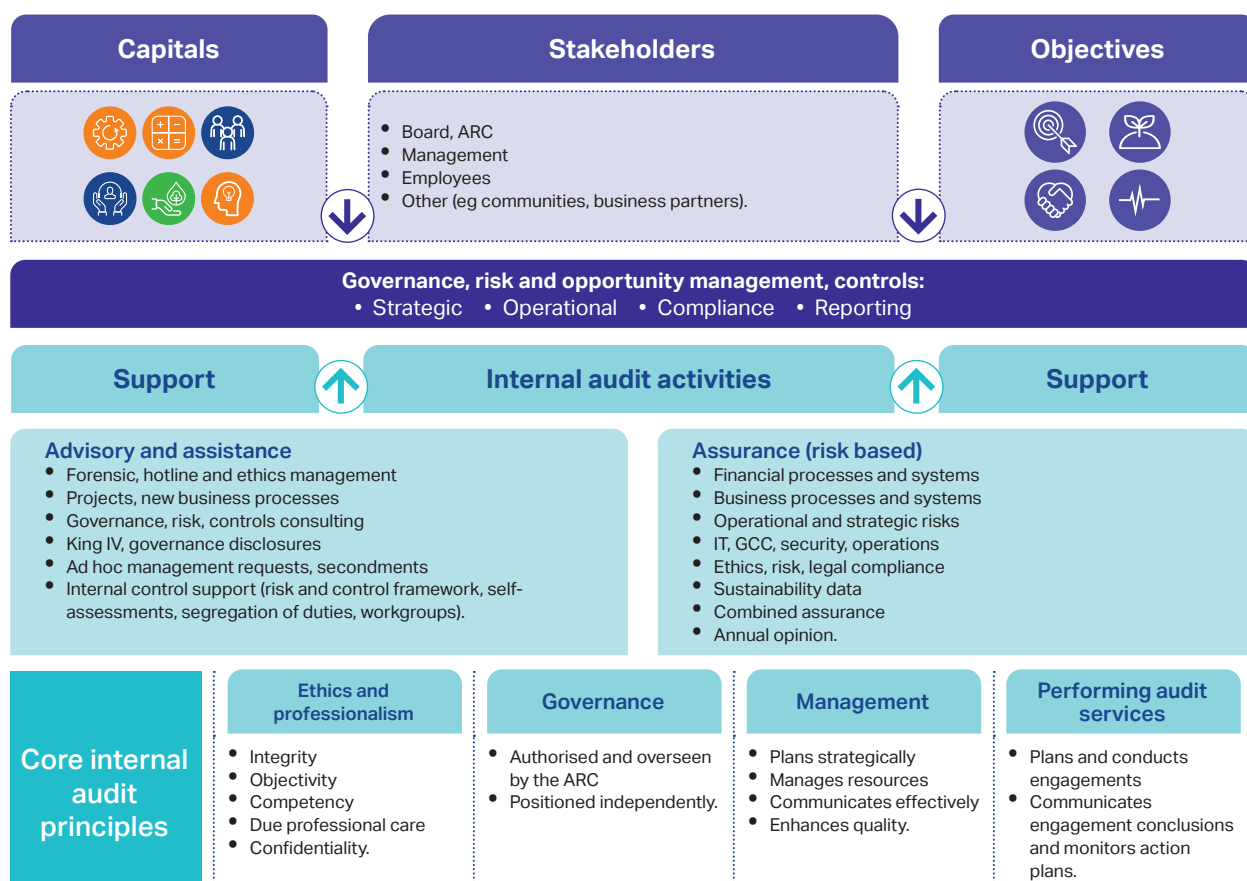 Capitals
Stakeholders
Objectives
• Board, ARC
• Management
• Employees
• Other (eg communities, business partners).
Governance, risk and opportunity management, controls:
• Strategic • Operational • Compliance • Reporting
Support
Internal audit activities
Support
Advisory and assistance
• Forensic, hotline and ethics management
• Projects, new business processes
• Governance, risk, controls consulting
• King IV, governance disclosures
• Ad hoc management requests, secondments
• Internal control support (risk and control framework, self-
assessments, segregation of duties, workgroups).
Assurance (risk based)
• Financial processes and systems
• Business processes and systems
• Operational and strategic risks
• IT, GCC, security, operations
• Ethics, risk, legal compliance
• Sustainability data
• Combined assurance
• Annual opinion.
Core internal
audit
principles
Ethics and
professionalism
• Integrity
• Objectivity
• Competency
• Due professional care
• Confidentiality.
Governance
• Authorised and overseen
by the ARC
• Positioned independently.
Management
• Plans strategically
• Manages resources
• Communicates effectively
• Enhances quality.
Performing audit
services
• Plans and conducts
engagements
• Communicates
engagement conclusions
and monitors action
plans.